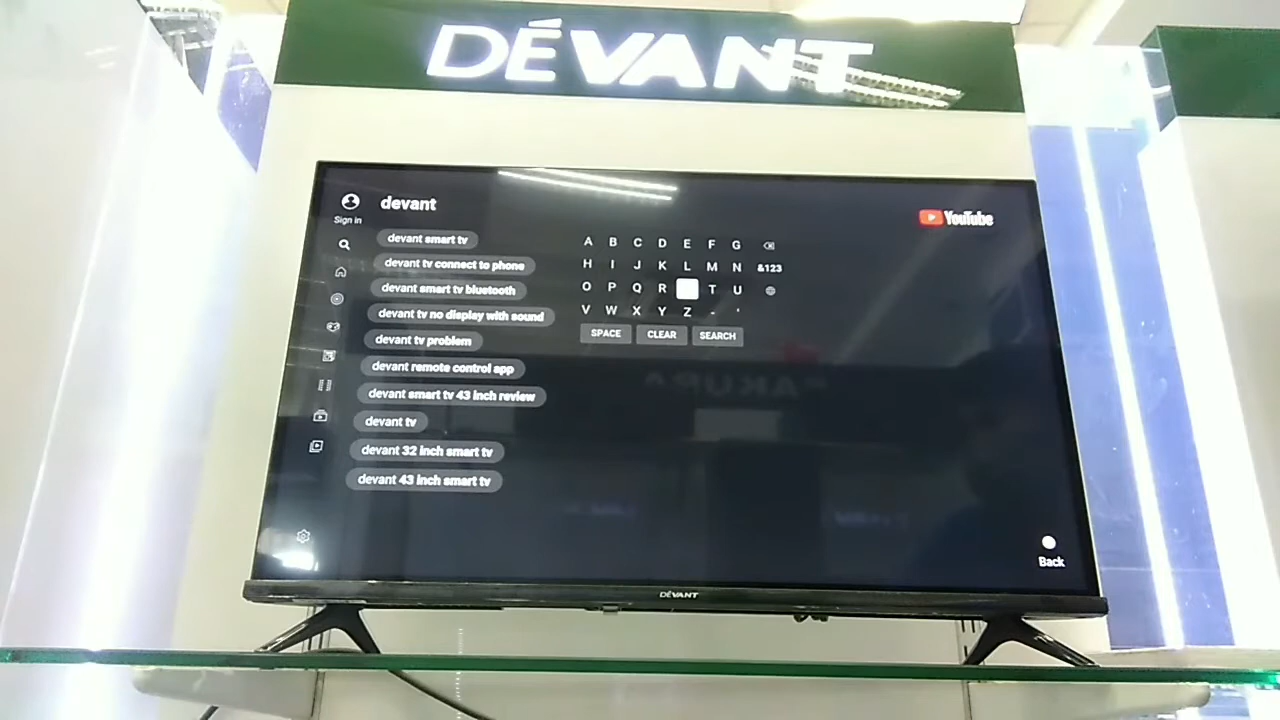 DÉVANT
devant
Sign in
YouTube
devant smart tv
devant tv connect to phone
devant smart tv bluetooth
devant tv no display with sound
devant tv problem
devant remote control app
devant smart tv 43 inch review
devant tv
devant 32 inch smart tv
devant 43 inch smart tv
A B C D E F G
H I J K L M N &123
O P Q R T U
V W X Y Z - '
SPACE CLEAR SEARCH
Back
DÉVANT